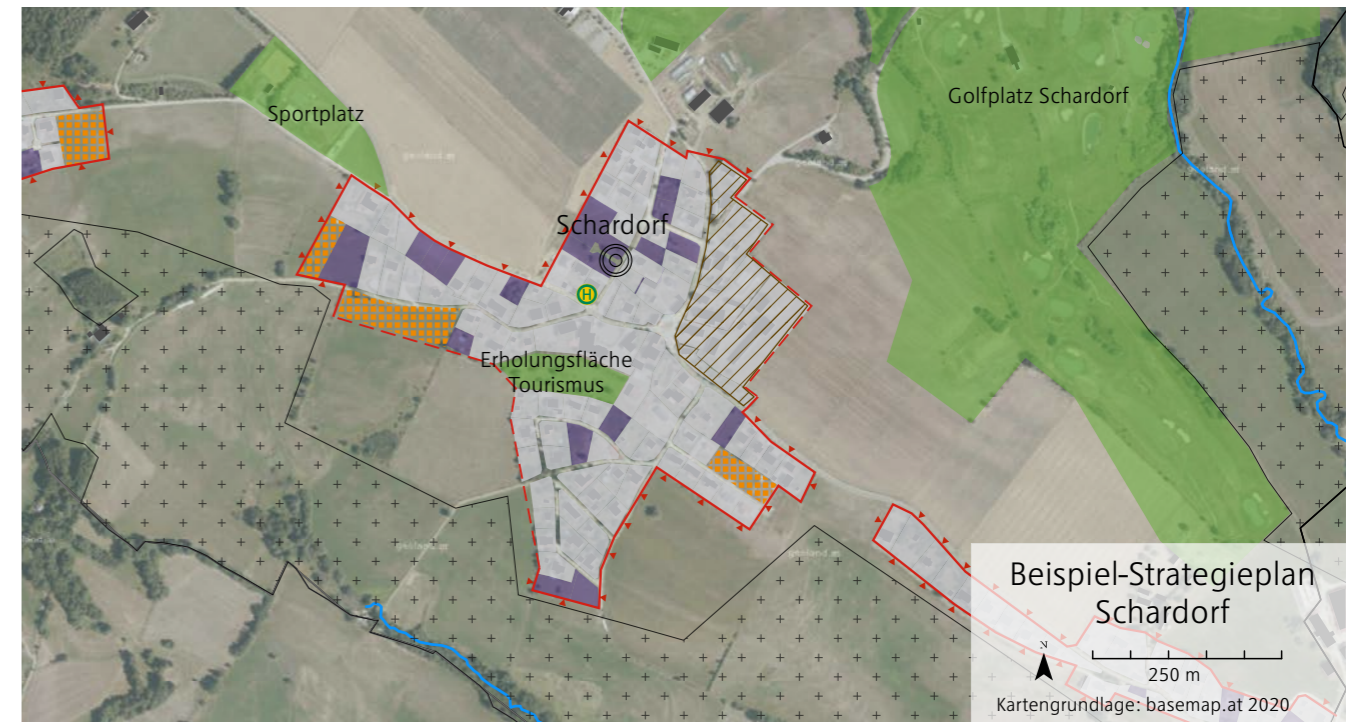 Sportplatz
Golfplatz Schardorf
Schardorf
H
Erholungsfläche
Tourismus
Beispiel-Strategieplan
Schardorf
N
250 m
Kartengrundlage: basemap.at 2020